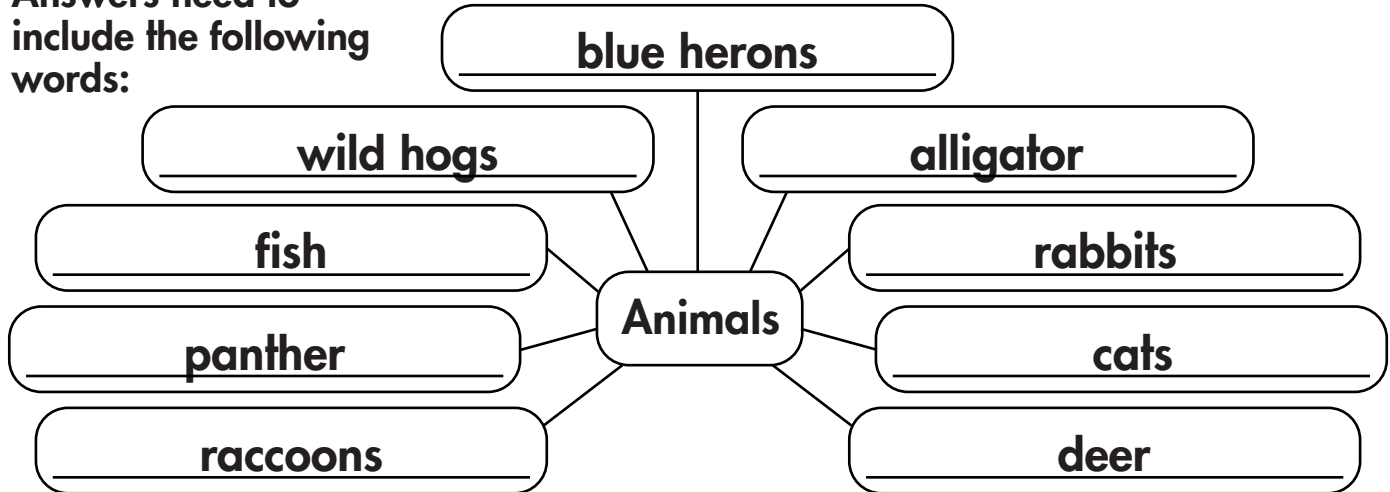 Answers need to
include the following
words:
blue herons
wild hogs
alligator
fish
rabbits
Animals
panther
cats
raccoons
deer